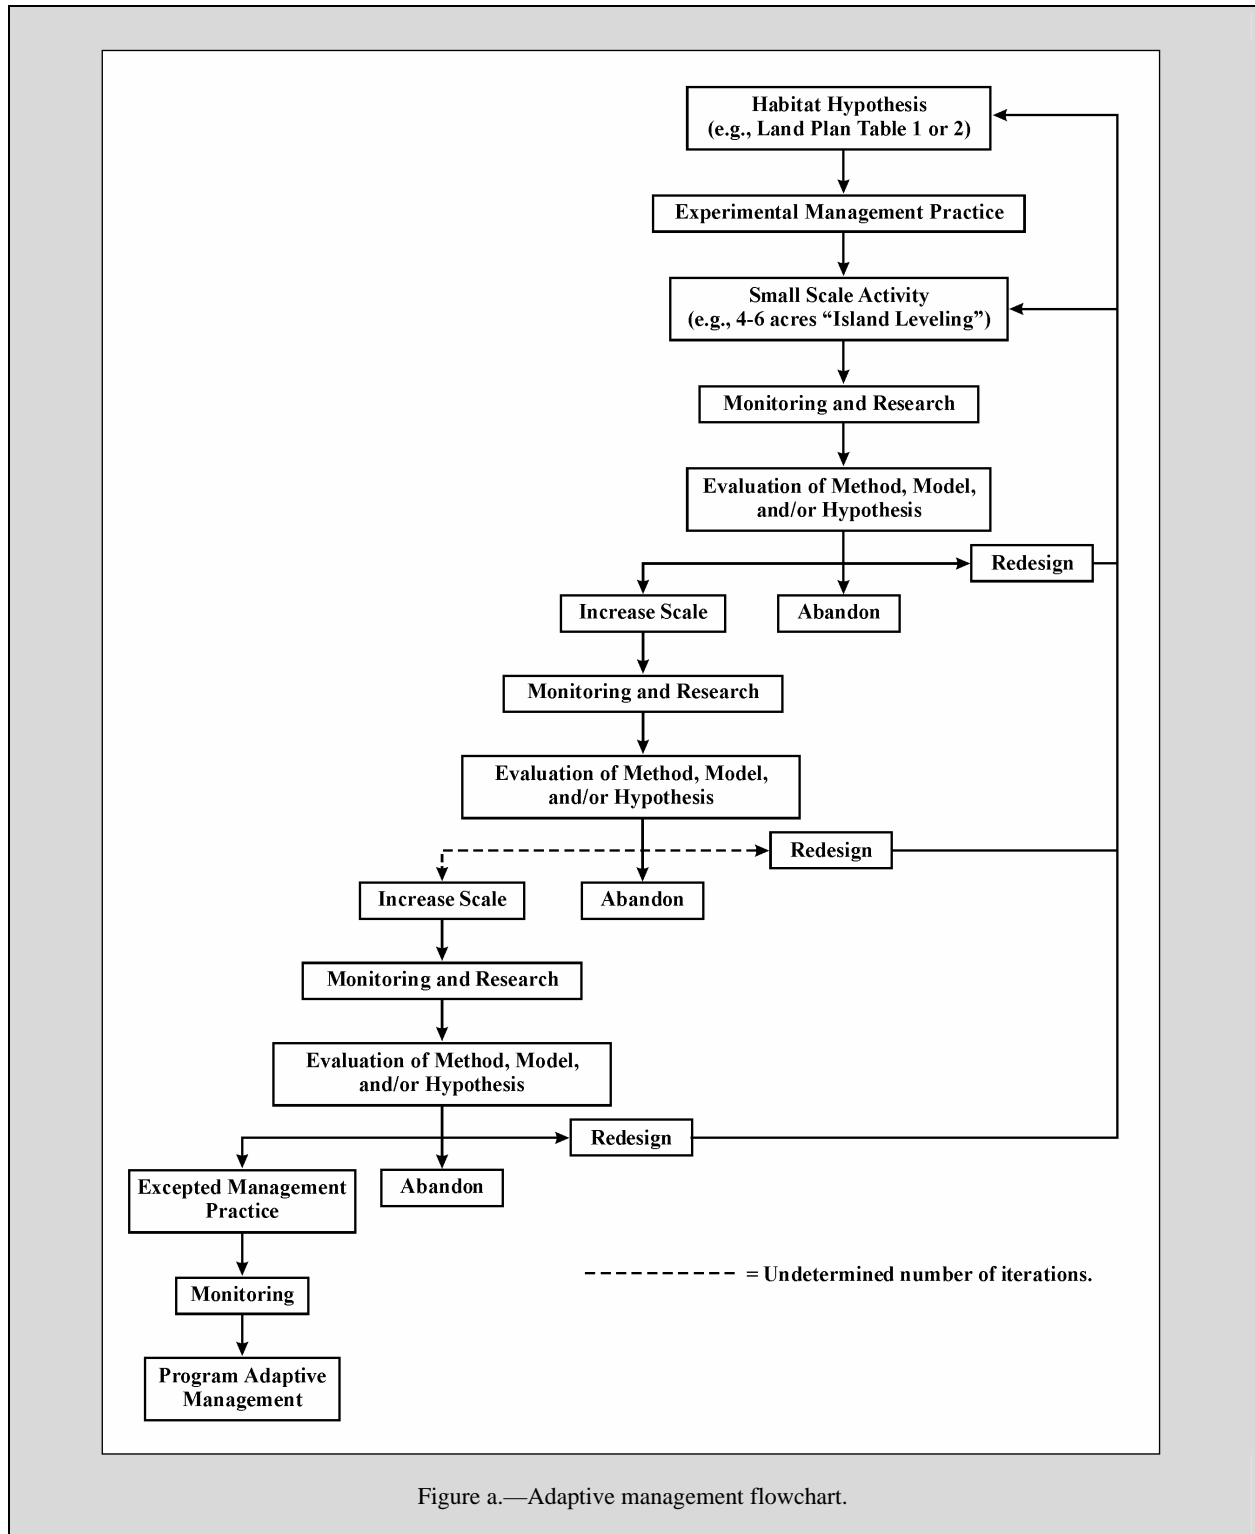 Habitat Hypothesis
(e.g., Land Plan Table 1 or 2)
Experimental Management Practice
Small Scale Activity
(e.g., 4-6 acres “Island Leveling”)
Monitoring and Research
Evaluation of Method, Model,
and/or Hypothesis
Redesign
Increase Scale
Abandon
Monitoring and Research
Evaluation of Method, Model,
and/or Hypothesis
Redesign
Increase Scale
Abandon
Monitoring and Research
Evaluation of Method, Model,
and/or Hypothesis
Redesign
Excepted Management
Practice
Abandon
= Undetermined number of iterations.
Monitoring
Program Adaptive
Management
Figure a.—Adaptive management flowchart.